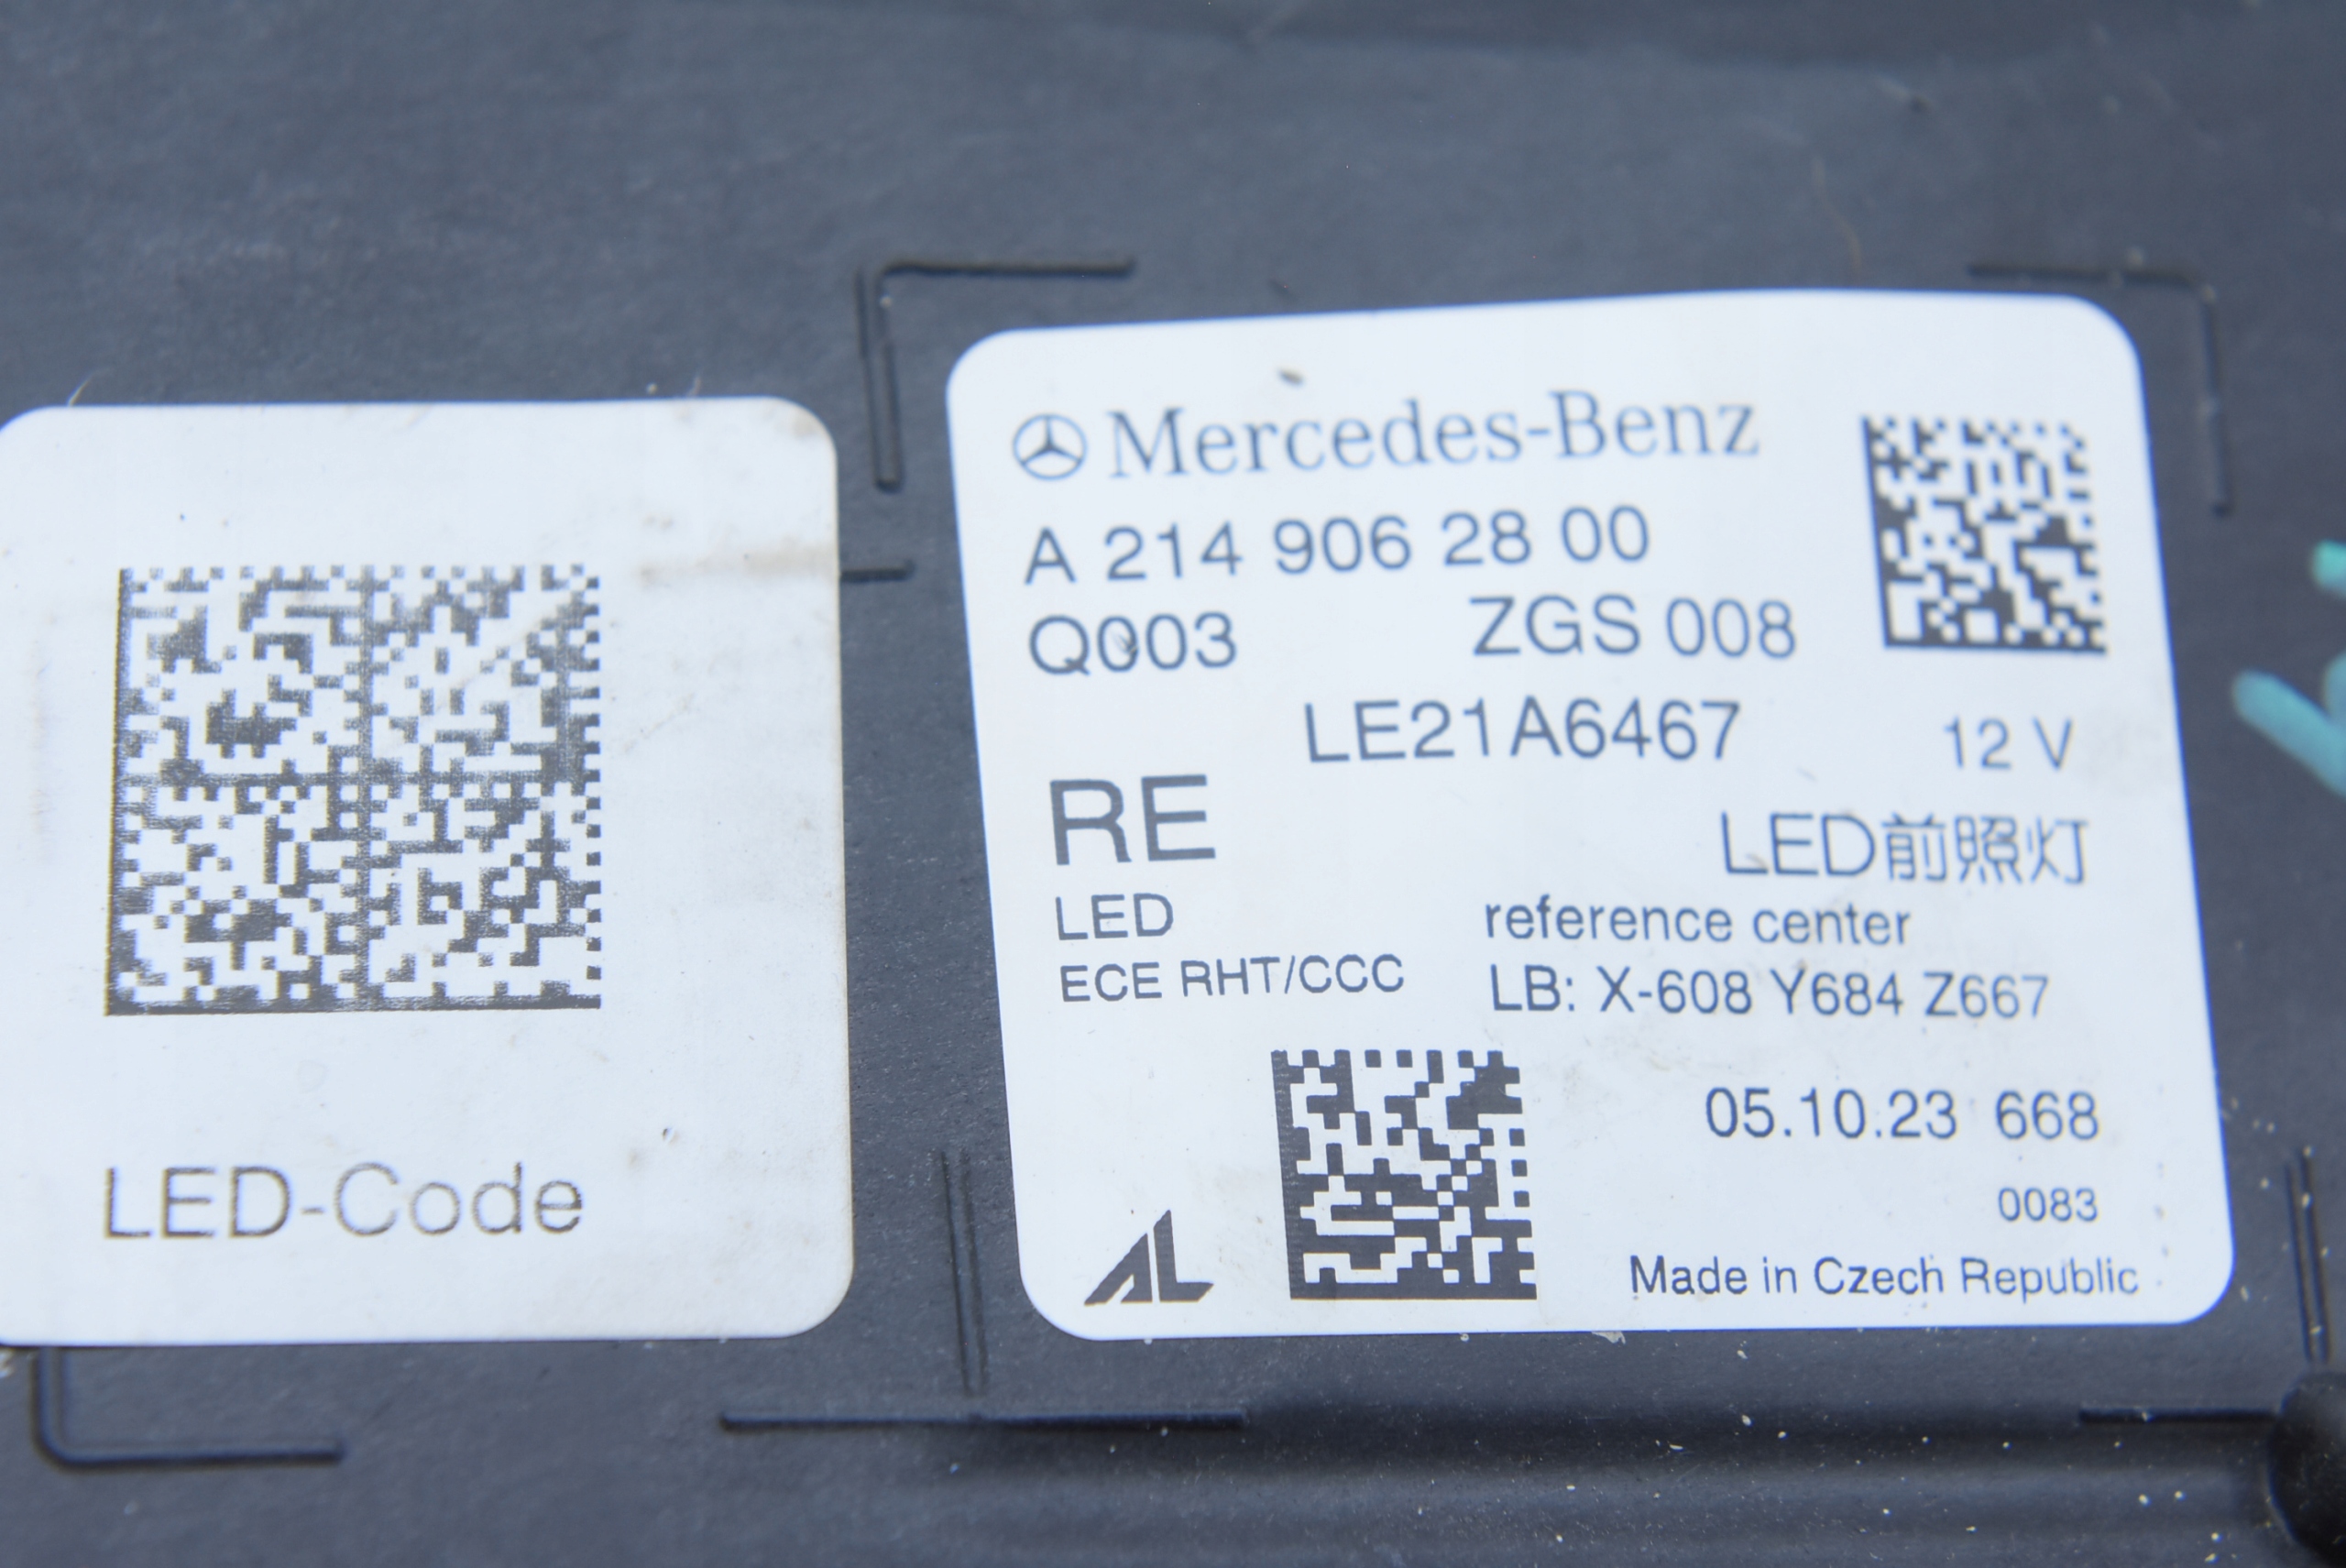 LED-Code
Mercedes-Benz
A 214 906 28 00
Q003 ZGS 008
LE21A6467 12 V
RE
LED前照灯
LED reference center
ECE RHT/CCC LB: X-608 Y684 Z667
05.10.23 668
0083
AL
Made in Czech Republic